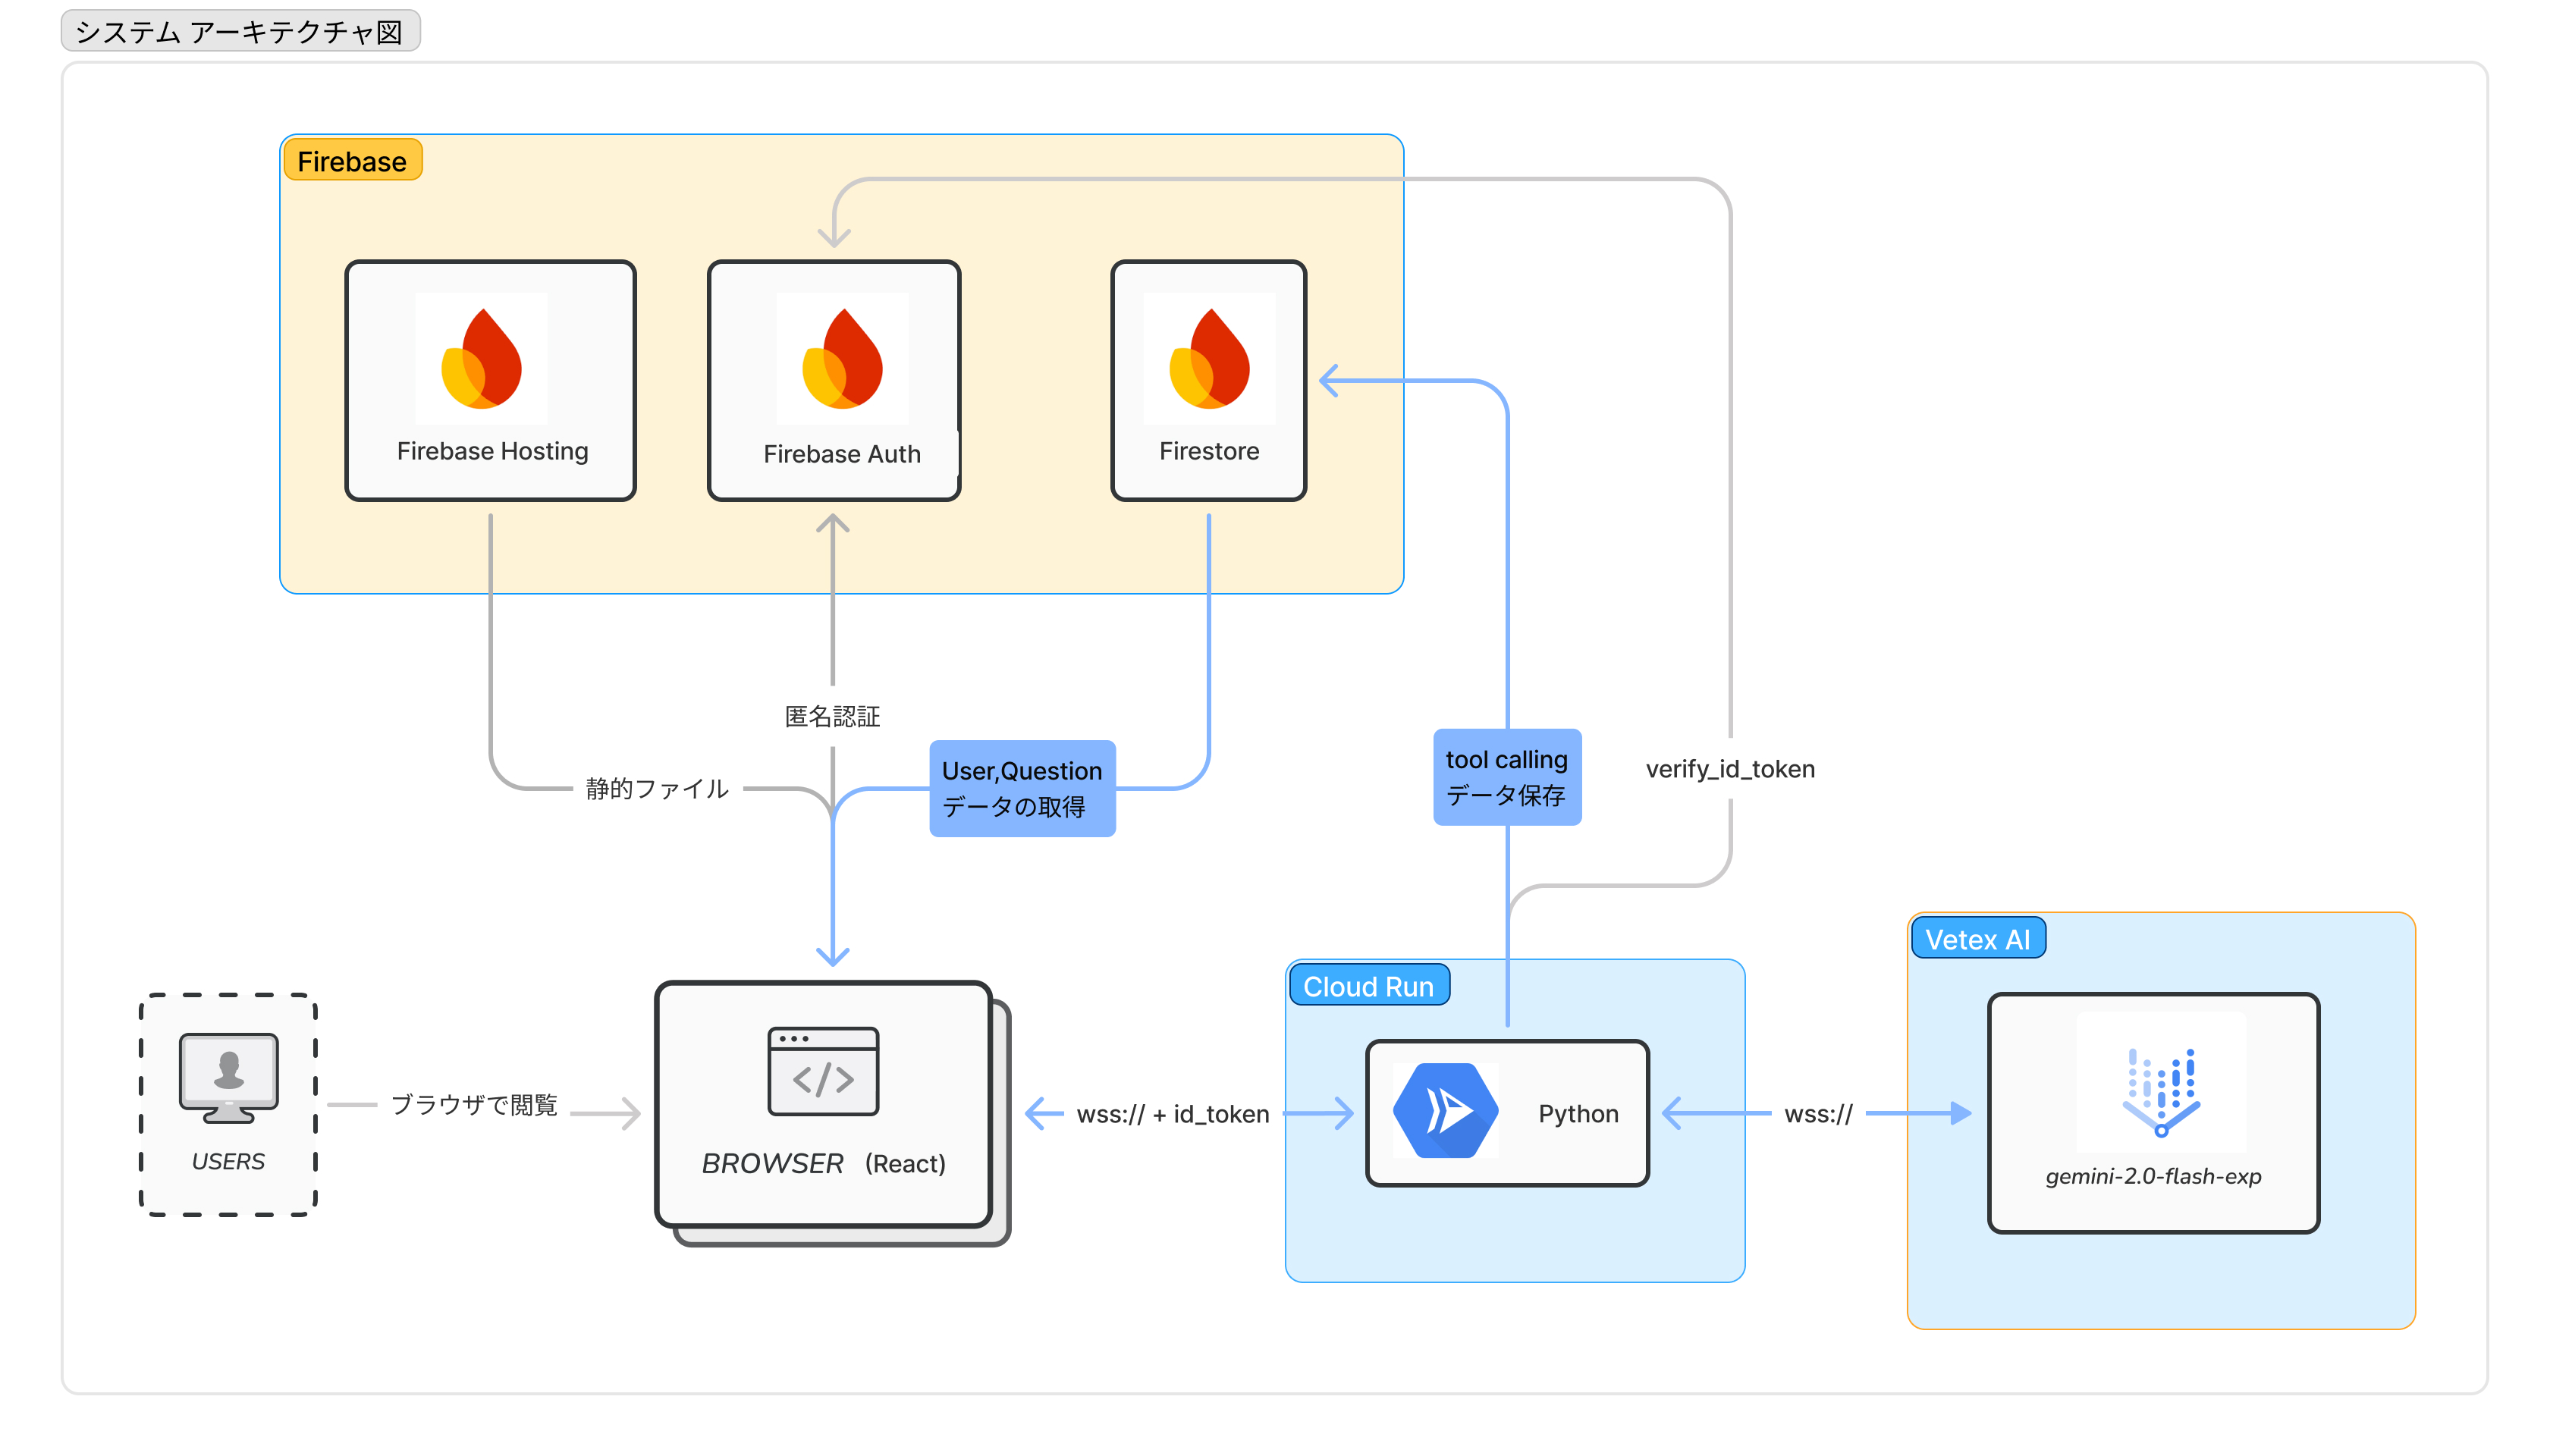 システム アーキテクチャ図
Firebase
Firebase Hosting
Firebase Auth
Firestore
匿名認証
静的ファイル
User,Question
データの取得
tool calling
データ保存
verify_id_token
USERS
ブラウザで閲覧
BROWSER (React)
wss:// + id_token
Cloud Run
Python
wss://
Vetex AI
gemini-2.0-flash-exp